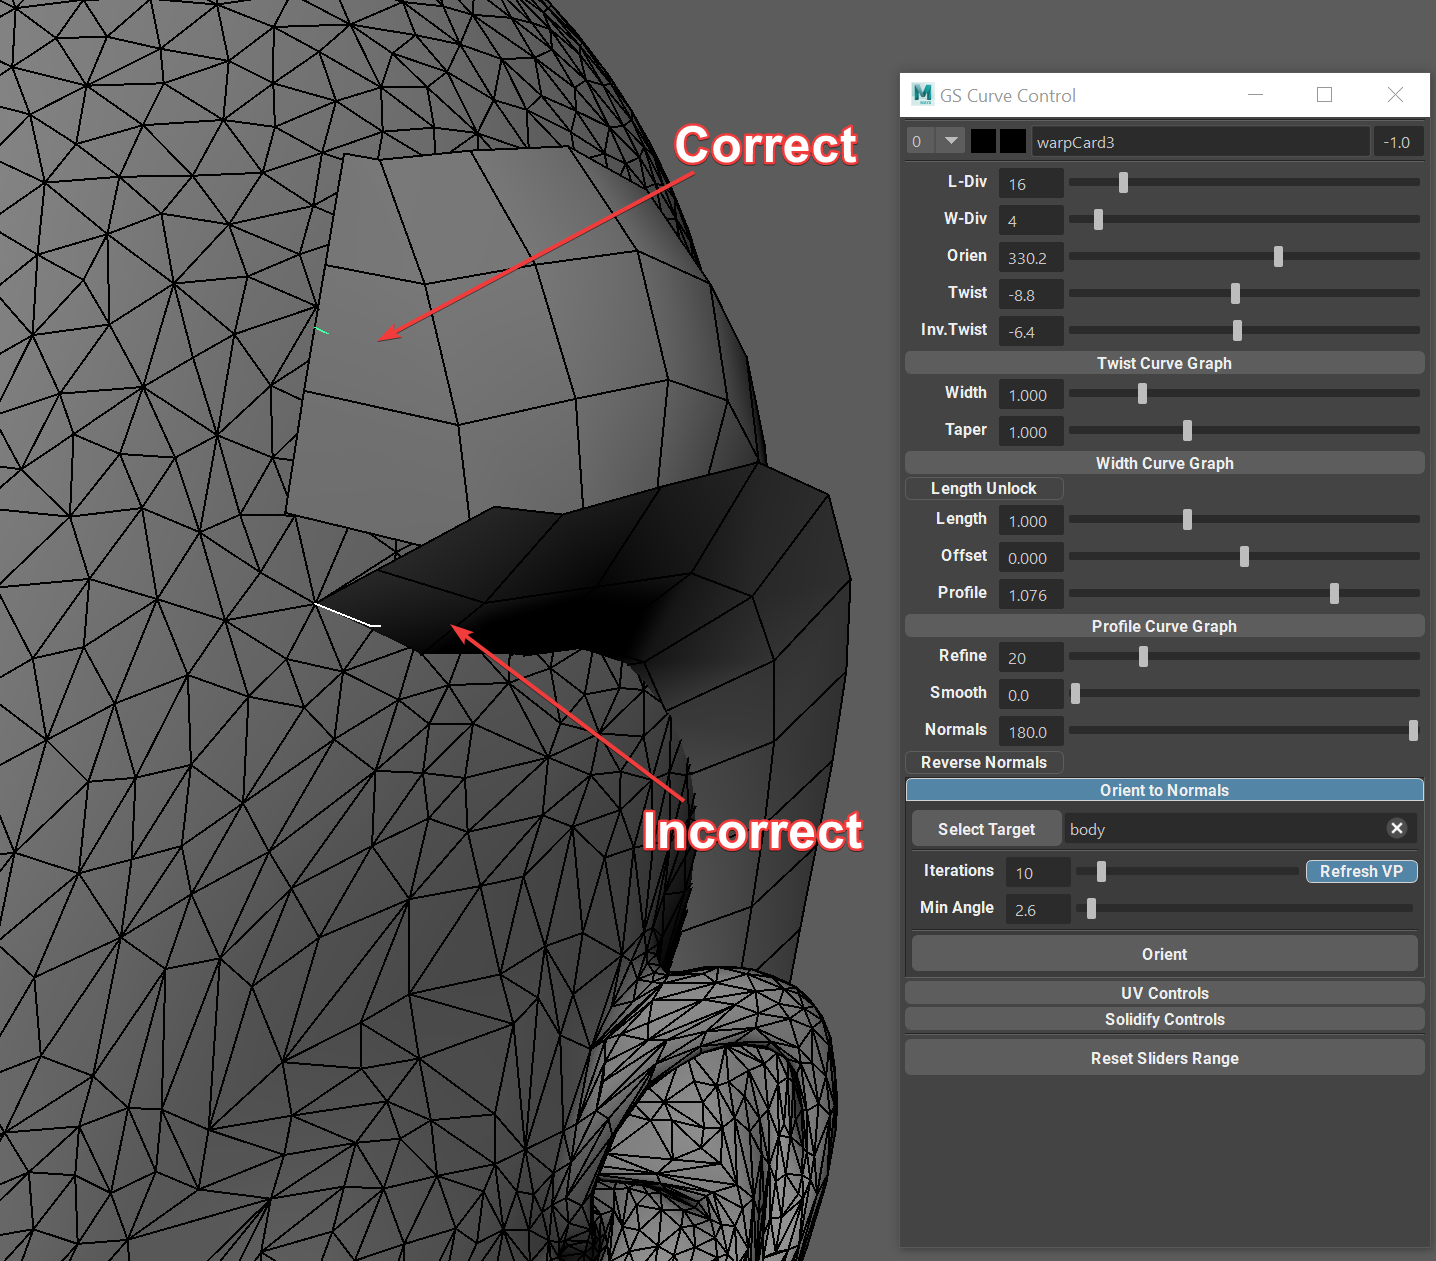 Correct
Incorrect
GS Curve Control
0 warpCard3 -1.0
L-Div 16
W-Div 4
Orien 330.2
Twist -8.8
Inv.Twist -6.4
Twist Curve Graph
Width 1.000
Taper 1.000
Width Curve Graph
Length Unlock
Length 1.000
Offset 0.000
Profile 1.076
Profile Curve Graph
Refine 20
Smooth 0.0
Normals 180.0
Reverse Normals
Orient to Normals
Select Target body
Iterations 10 Refresh VP
Min Angle 2.6
Orient
UV Controls
Solidify Controls
Reset Sliders Range